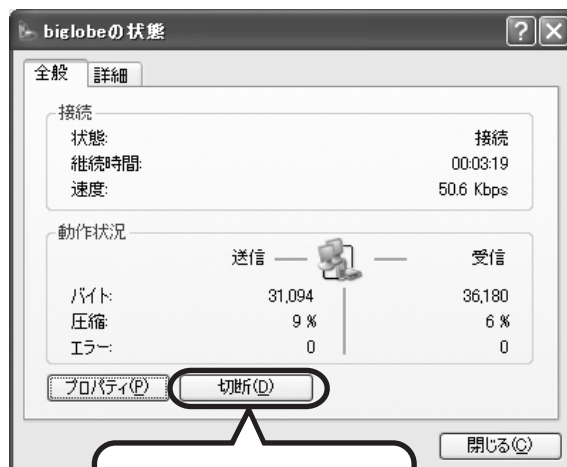 biglobeの状態
全般 詳細
接続
状態: 接続
継続時間: 00:03:19
速度: 50.6 Kbps
動作状況
送信 受信
バイト: 31,094 36,180
圧縮: 9 % 6 %
エラー: 0 0
プロパティ(P) 切断(D)
閉じる(C)